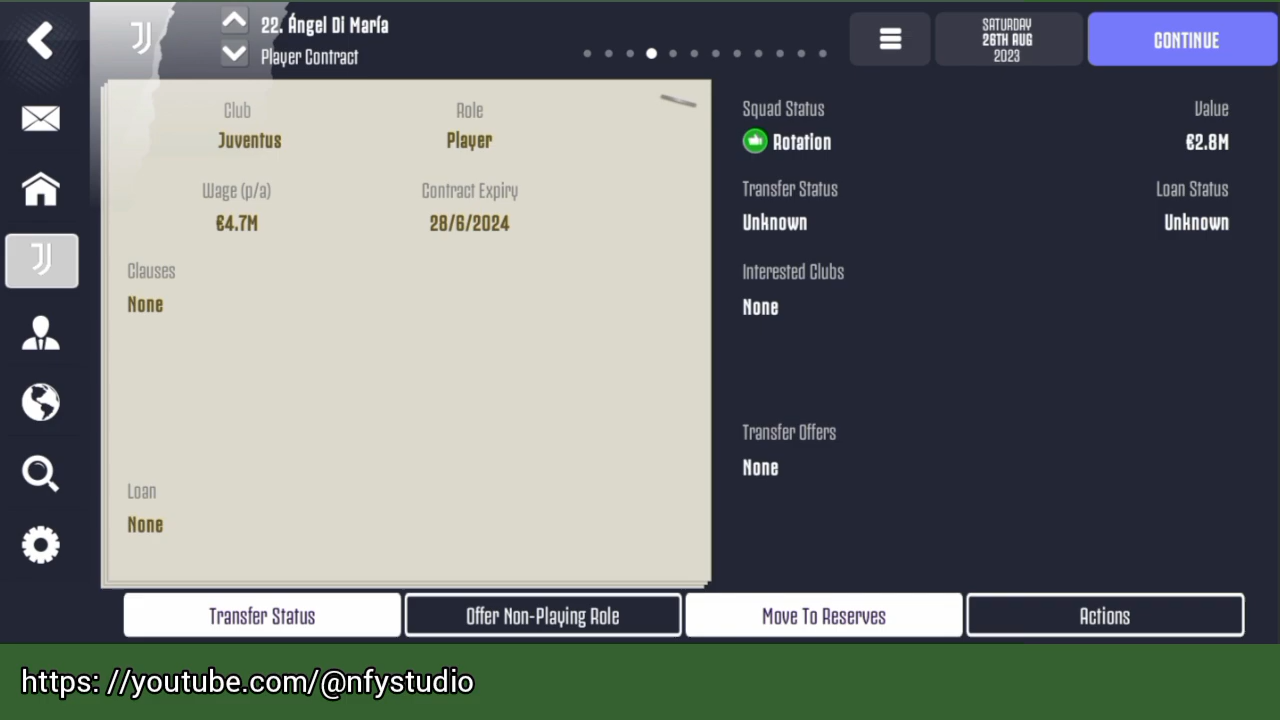 22. Ángel Di María
Player Contract
SATURDAY
26TH AUG
2023
CONTINUE
Club
Juventus
Role
Player
Wage (p/a)
€4.7M
Contract Expiry
28/6/2024
Clauses
None
Loan
None
Squad Status
Rotation
Value
€2.8M
Transfer Status
Unknown
Loan Status
Unknown
Interested Clubs
None
Transfer Offers
None
Transfer Status
Offer Non-Playing Role
Move To Reserves
Actions
https: //youtube.com/@nfystudio